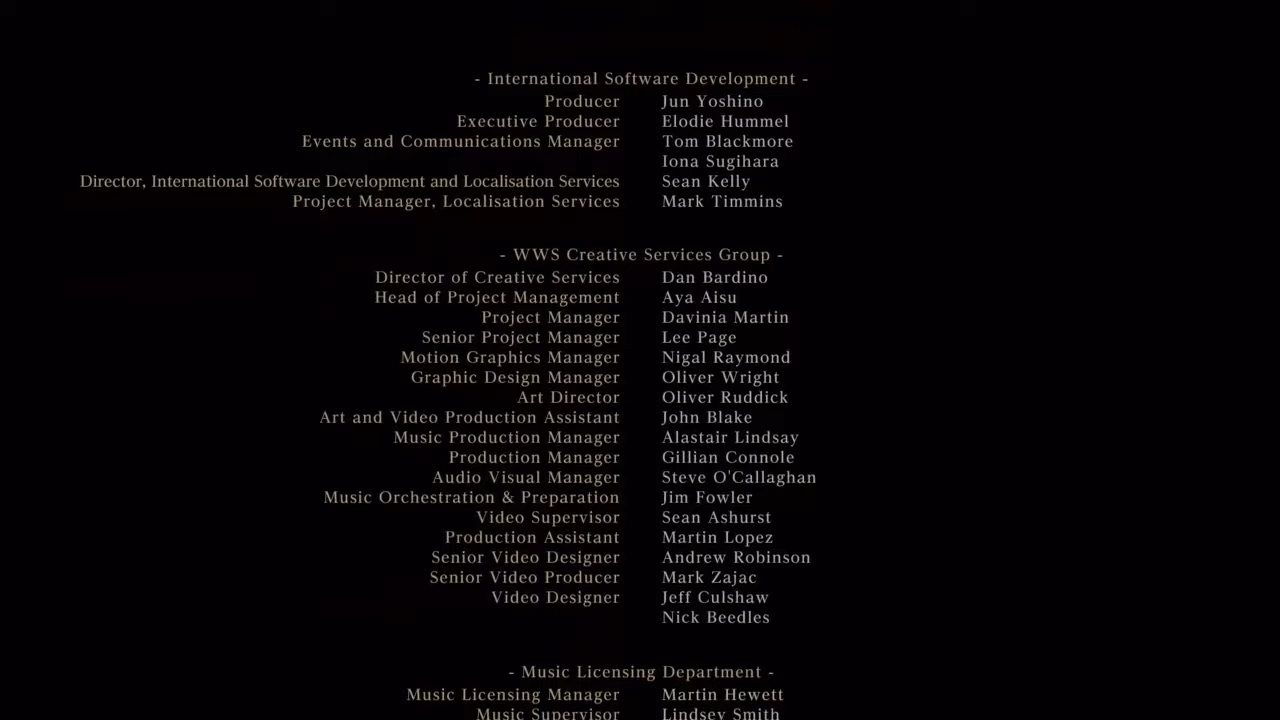 - International Software Development -
Producer Jun Yoshino
Executive Producer Elodie Hummel
Events and Communications Manager Tom Blackmore
Iona Sugihara
Director, International Software Development and Localisation Services Sean Kelly
Project Manager, Localisation Services Mark Timmins
- WWS Creative Services Group -
Director of Creative Services Dan Bardino
Head of Project Management Aya Aisu
Project Manager Davinia Martin
Senior Project Manager Lee Page
Motion Graphics Manager Nigal Raymond
Graphic Design Manager Oliver Wright
Art Director Oliver Ruddick
Art and Video Production Assistant John Blake
Music Production Manager Alastair Lindsay
Production Manager Gillian Connole
Audio Visual Manager Steve O'Callaghan
Music Orchestration & Preparation Jim Fowler
Video Supervisor Sean Ashurst
Production Assistant Martin Lopez
Senior Video Designer Andrew Robinson
Senior Video Producer Mark Zajac
Video Designer Jeff Culshaw
Nick Beedles
- Music Licensing Department -
Music Licensing Manager Martin Hewett
Music Supervisor Lindsey Smith